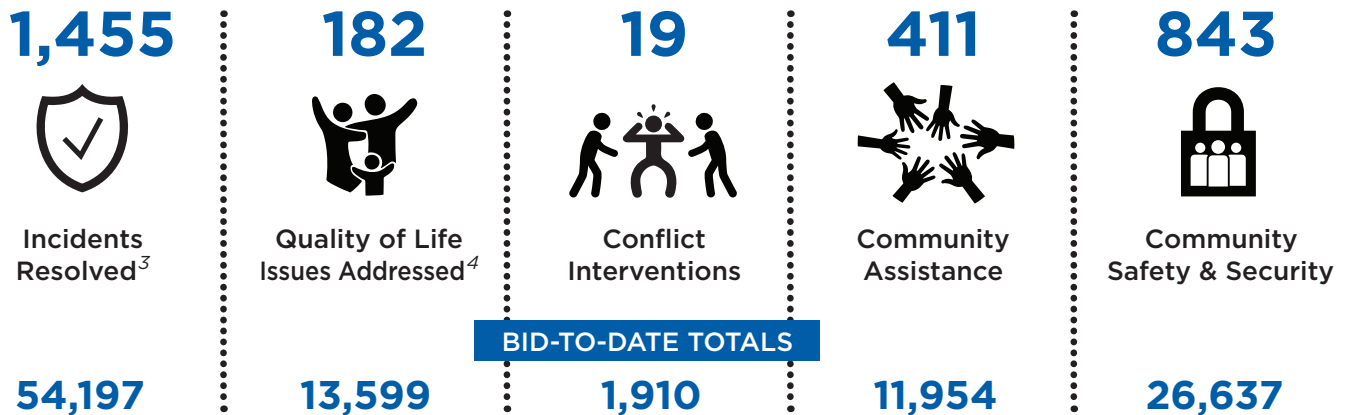 1,455
182
19
411
843
Incidents
Resolved3
Quality of Life
Issues Addressed4
Conflict
Interventions
Community
Assistance
Community
Safety & Security
BID-TO-DATE TOTALS
54,197
13,599
1,910
11,954
26,637